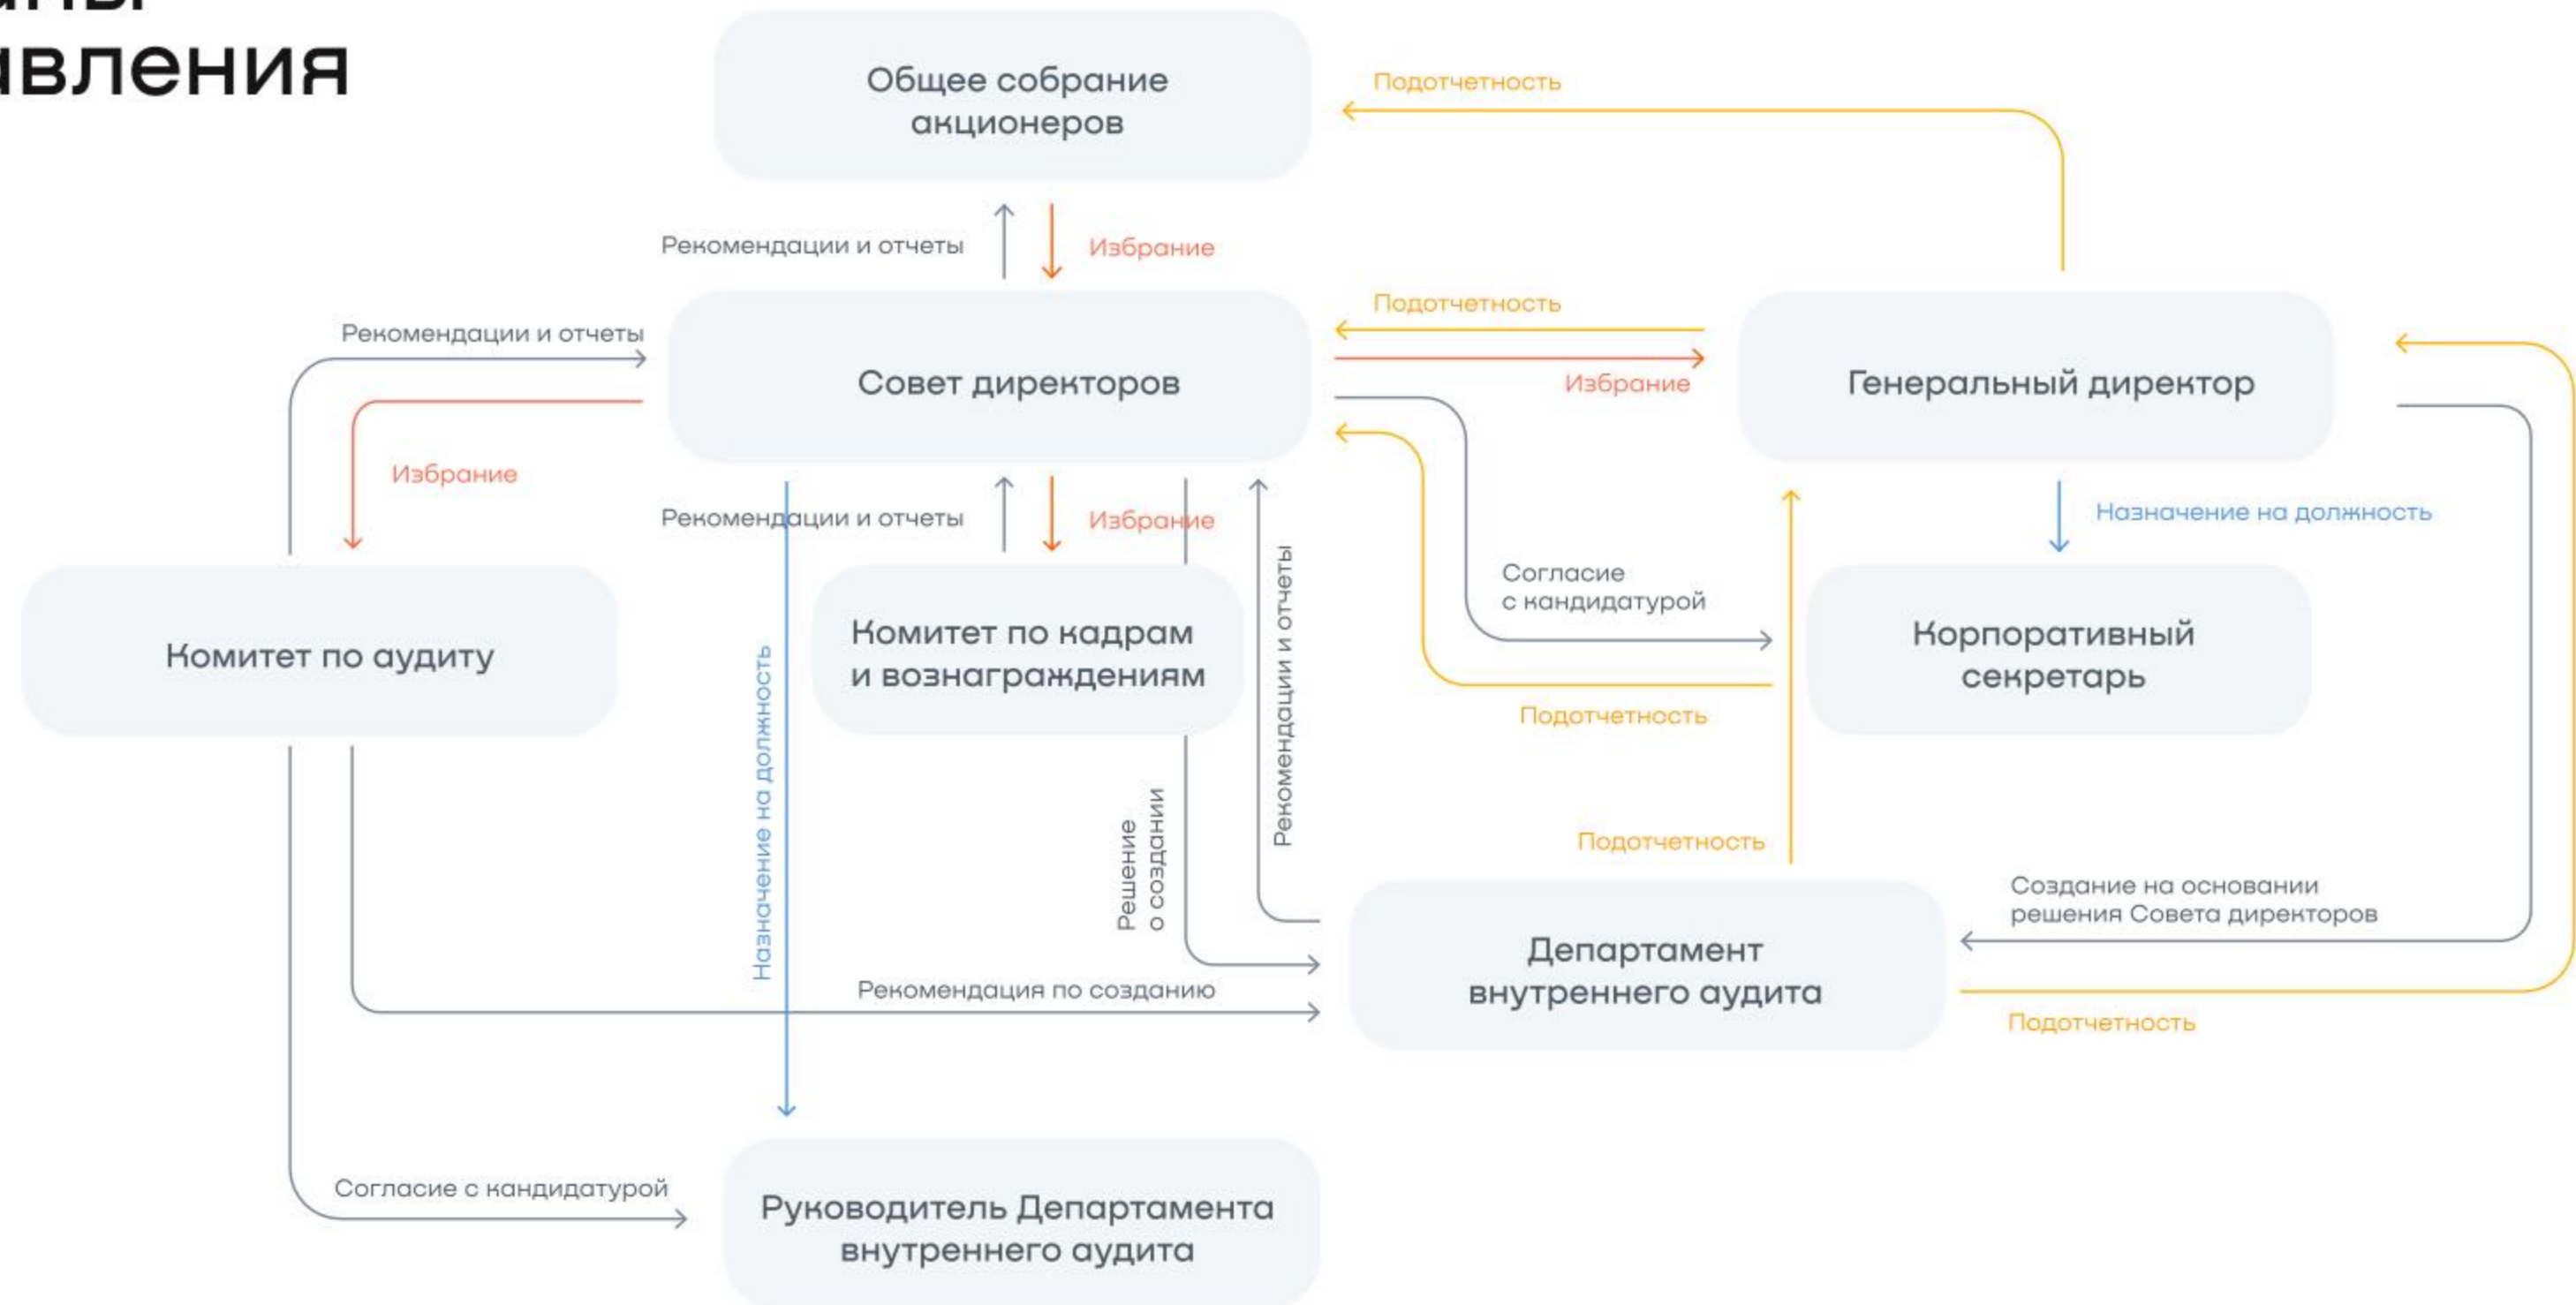 авления
Общее собрание
акционеров
Подотчетность
Рекомендации и отчеты
Избрание
Рекомендации и отчеты
Подотчетность
Совет директоров
Избрание
Генеральный директор
Избрание
Рекомендации и отчеты
Избрание
Назначение на должность
Рекомендации и отчеты
Согласие
с кандидатурой
Комитет по аудиту
Комитет по кадрам
и вознаграждениям
Корпоративный
секретарь
Назначение на должность
Подотчетность
Решение
о создании
Подотчетность
Создание на основании
решения Совета директоров
Департамент
внутреннего аудита
Рекомендация по созданию
Подотчетность
Согласие с кандидатурой
Руководитель Департамента
внутреннего аудита